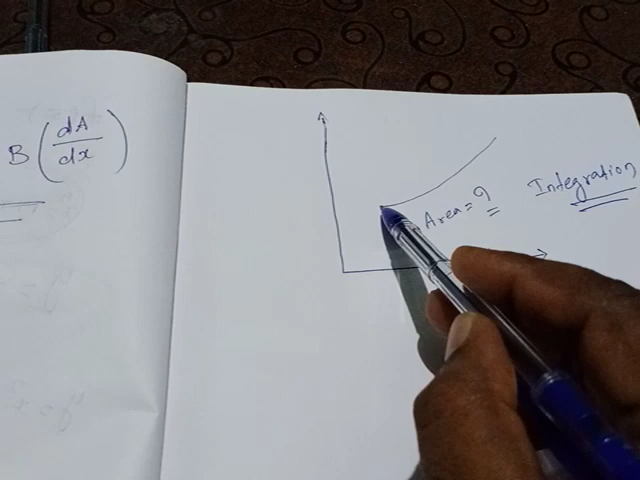 B (dA/dx)
Area = ?
Integration